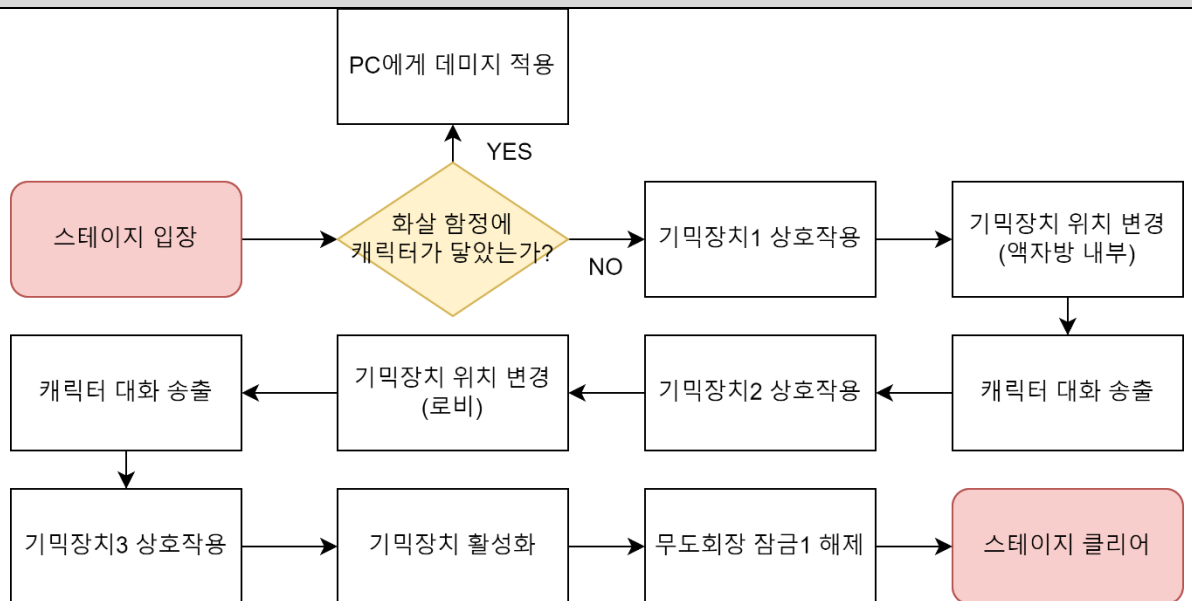 PC에게 데미지 적용
YES
스테이지 입장
화살 함정에
캐릭터가 닿았는가?
NO
기믹장치1 상호작용
기믹장치 위치 변경
(액자방 내부)
캐릭터 대화 송출
기믹장치2 상호작용
기믹장치 위치 변경
(로비)
캐릭터 대화 송출
기믹장치3 상호작용
기믹장치 활성화
무도회장 잠금1 해제
스테이지 클리어